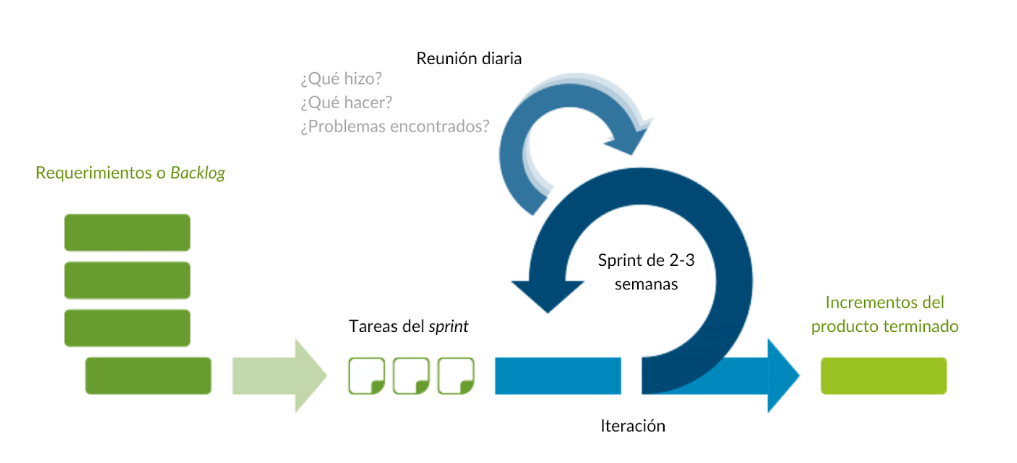 Reunión diaria
¿Qué hizo?
¿Qué hacer?
¿Problemas encontrados?
Requerimientos o Backlog
Sprint de 2-3
semanas
Tareas del sprint
Incrementos del
producto terminado
Iteración